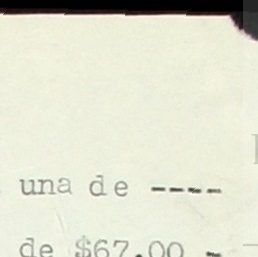 una de ----
de $67.00 -